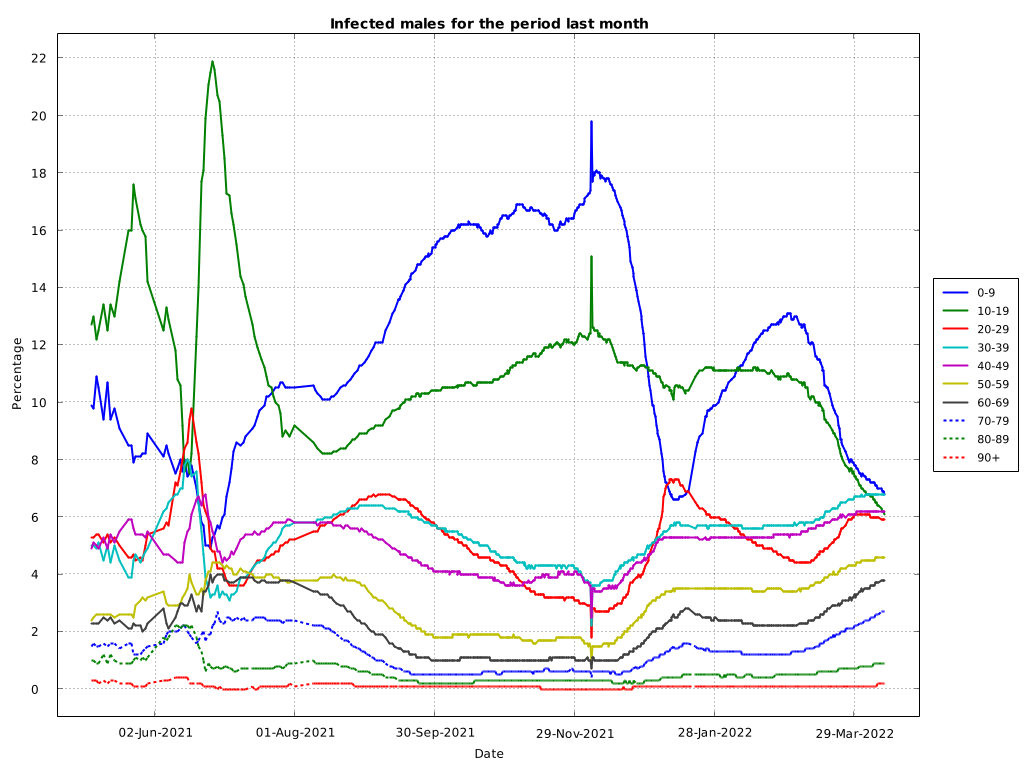 Infected males for the period last month
22
20
18
16
14
12
10
8
6
4
2
0
Percentage
02-Jun-2021
01-Aug-2021
30-Sep-2021
29-Nov-2021
28-Jan-2022
29-Mar-2022
Date
0-9
10-19
20-29
30-39
40-49
50-59
60-69
70-79
80-89
90+